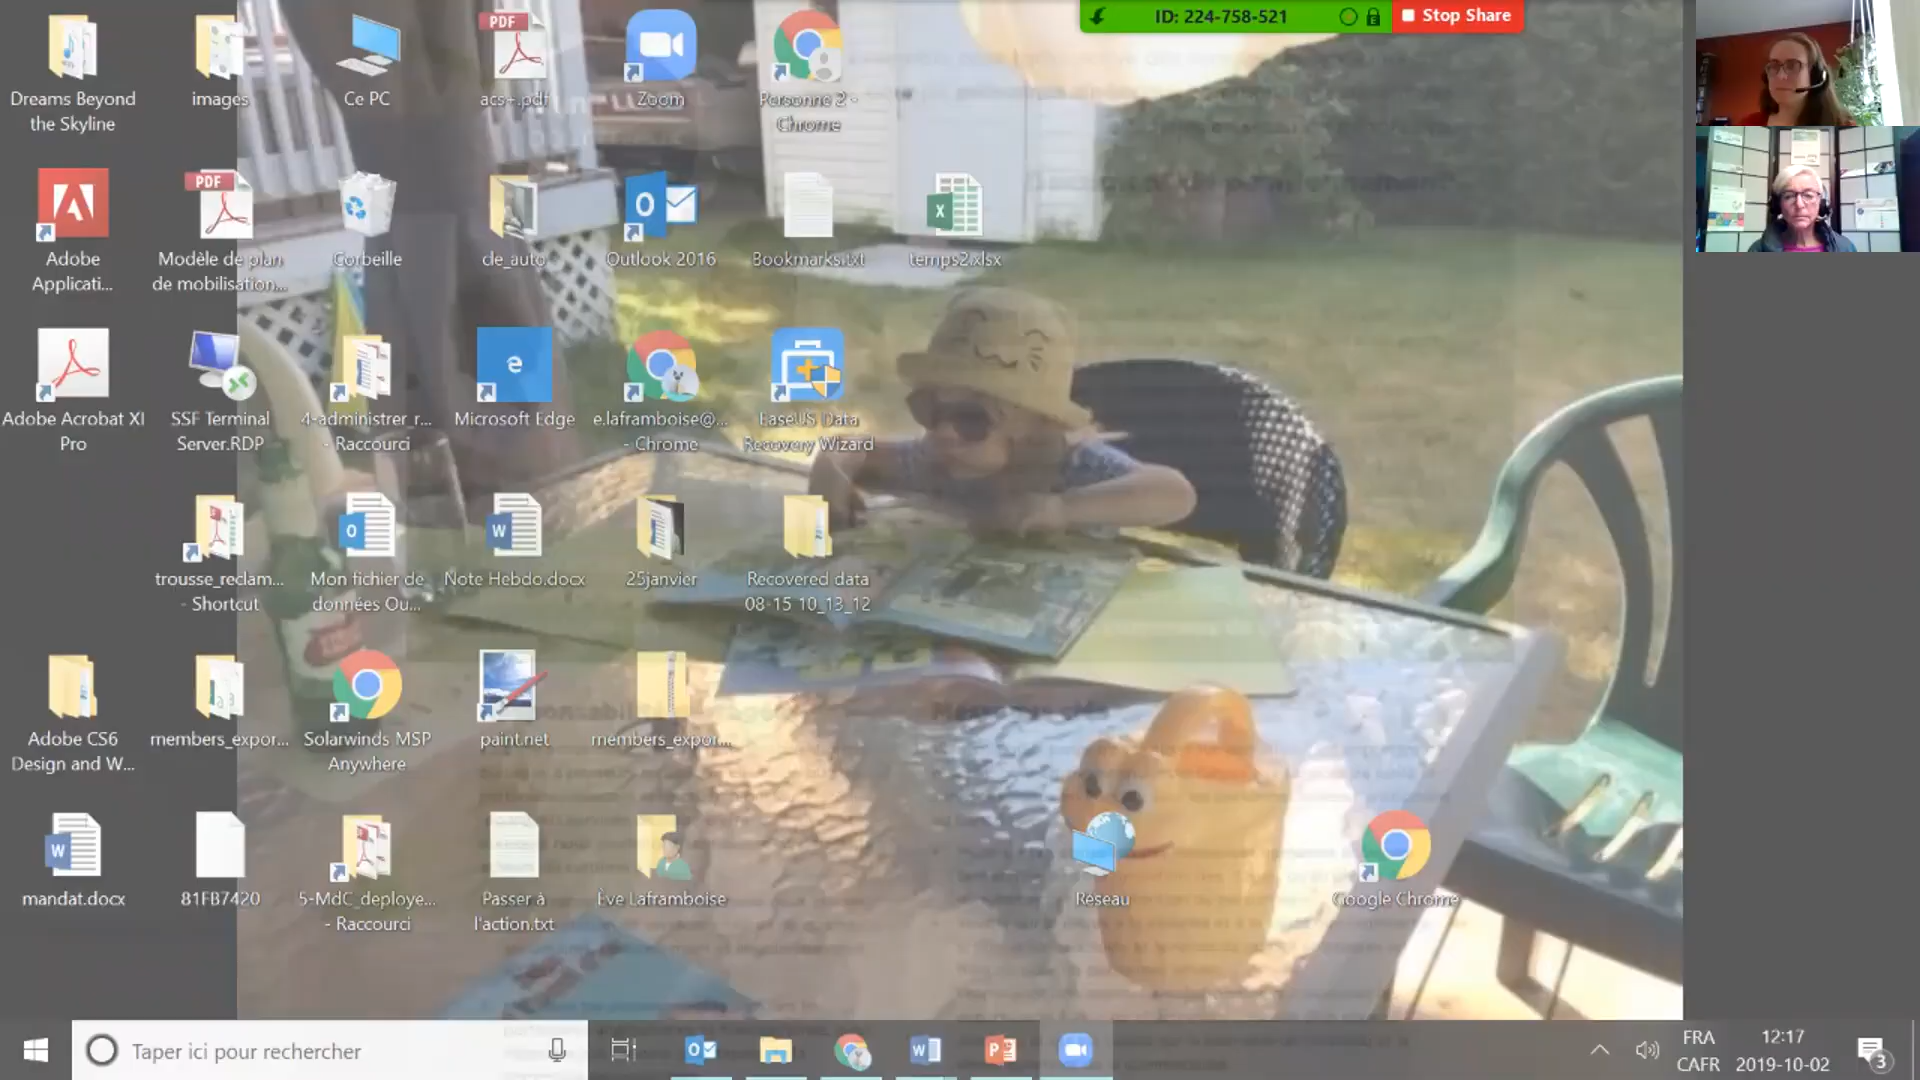 ID: 224-758-521
Stop Share
Dreams Beyond
the Skyline
images
Ce PC
PDF
acs+.pdf
Zoom
Personne 2 -
Chrome
Adobe
Applicati...
PDF
Modèle de plan
de mobilisation...
Corbeille
cle_auto
Outlook 2016
Bookmarks.txt
temps2.xlsx
Adobe Acrobat XI
Pro
SSF Terminal
Server.RDP
4-administrer_r...
- Raccourci
Microsoft Edge
e.laframboise@...
- Chrome
EaseUS Data
Recovery Wizard
trousse_reclam...
- Shortcut
Mon fichier de
données Ou...
Note Hebdo.docx
25janvier
Recovered data
08-15 10_13_12
Adobe CS6
Design and W...
members_expor...
Solarwinds MSP
Anywhere
paint.net
members_expor...
mandat.docx
81FB7420
5-MdC_deploye...
- Raccourci
Passer à
l'action.txt
Ève Laframboise
Réseau
Google Chrome
Taper ici pour rechercher
FRA
CAFR
12:17
2019-10-02
3